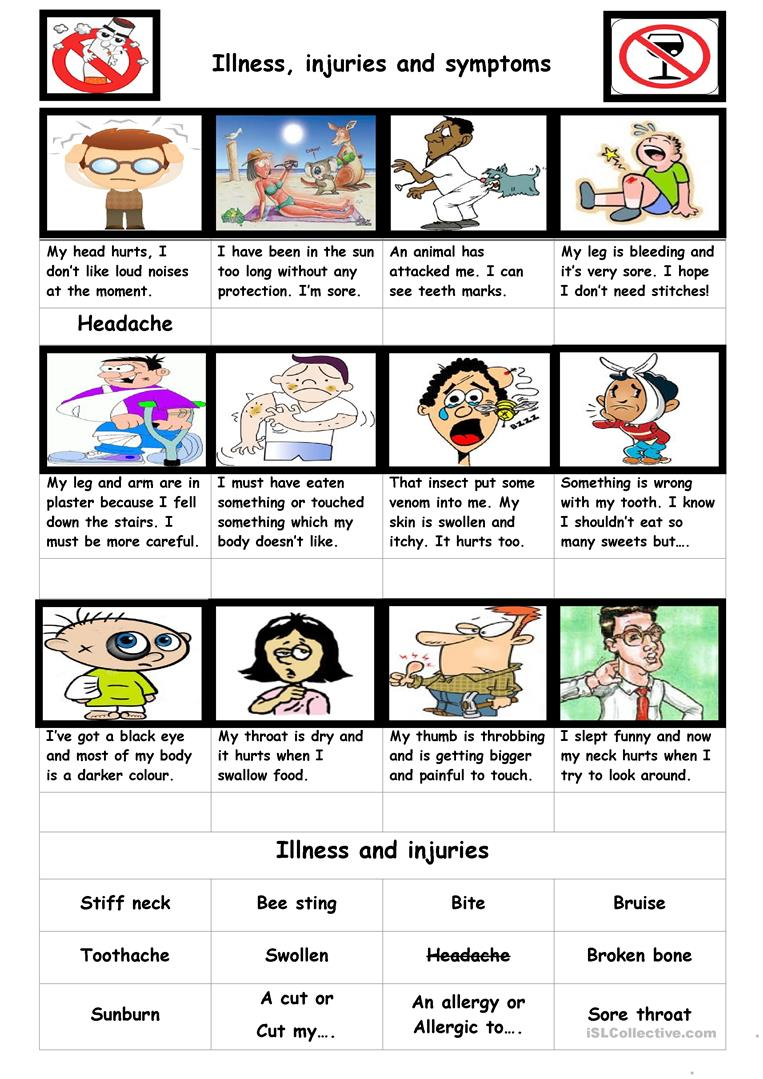 Illness, injuries and symptoms
My head hurts, I
don't like loud noises
at the moment.
I have been in the sun
too long without any
protection. I'm sore.
An animal has
attacked me. I can
see teeth marks.
My leg is bleeding and
it's very sore. I hope
I don't need stitches!
Headache
My leg and arm are in
plaster because I fell
down the stairs. I
must be more careful.
I must have eaten
something or touched
something which my
body doesn't like.
BZZZ
That insect put some
venom into me. My
skin is swollen and
itchy. It hurts too.
Something is wrong
with my tooth. I know
I shouldn't eat so
many sweets but….
I've got a black eye
and most of my body
is a darker colour.
My throat is dry and
it hurts when I
swallow food.
My thumb is throbbing
and is getting bigger
and painful to touch.
I slept funny and now
my neck hurts when I
try to look around.
Illness and injuries
Stiff neck
Bee sting
Bite
Bruise
Toothache
Swollen
Headache
Broken bone
Sunburn
A cut or
Cut my….
An allergy or
Allergic to….
Sore throat
iSLCollective.com